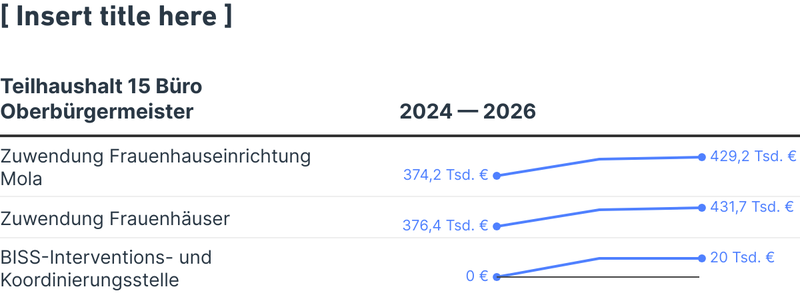 [ Insert title here ]
Teilhaushalt 15 Büro
Oberbürgermeister
2024 — 2026
Zuwendung Frauenhauseinrichtung
Mola
374,2 Tsd. €
429,2 Tsd. €
Zuwendung Frauenhäuser
376,4 Tsd. €
431,7 Tsd. €
BISS-Interventions- und
Koordinierungsstelle
0 €
20 Tsd. €